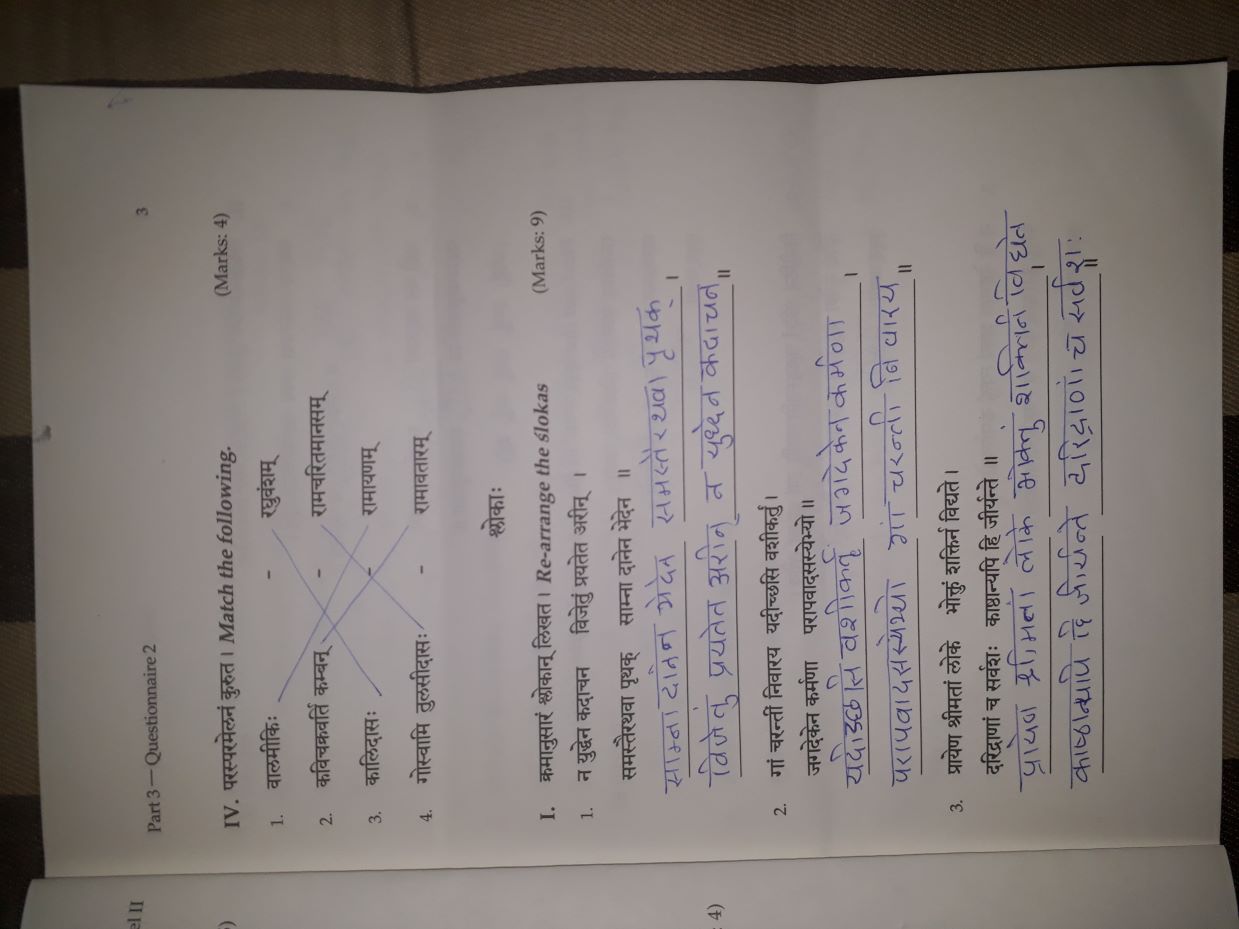 el II
Part 3 — Questionnaire 2 3
)
IV. परस्परमेलनं कुरुत। Match the following. (Marks: 4)
1. वालमीकिः - रघुवंशम्
2. कविचक्रवर्ति कम्बन् - रामचरितमानसम्
3. कालिदासः - रामायणम्
4. गोस्वामि तुलसीदासः - रामावतारम्
श्लोकाः
I. क्रमानुसारं श्लोकान् लिखत। Re-arrange the ślokas (Marks: 9)
1. न युद्धेन कदाचन विजेतुं प्रयतेत अरीन् ।
समस्तैरथवा पृथक् साम्ना दानेन भेदेन ॥
साम्ना दानेन भेदेन समस्तैरथवा पृथक् ।
: 4)
विजेतुं प्रयतेत अरीन् न युध्देन कदाचन ॥
2. गां चरन्तीं निवारय यदीच्छसि वशीकर्तुं।
जगदेकेन कर्मणा परापवादसस्येभ्यो॥
यदीच्छसि वशीकर्तुं जगदेकेन कर्मणा ।
परापवादसस्येभ्यो गां चरन्ती निवारय ॥
3. प्रायेण श्रीमतां लोके भोक्तुं शक्तिर्न विद्यते।
दरिद्राणां च सर्वशः काष्ठान्यपि हि जीर्यन्ते ॥
प्रायेण श्रीमतां लोके भोक्तुं शक्तिर्न विद्यते ।
काष्ठान्यपि हि जीर्यन्ते दरिद्राणां च सर्वशः ॥